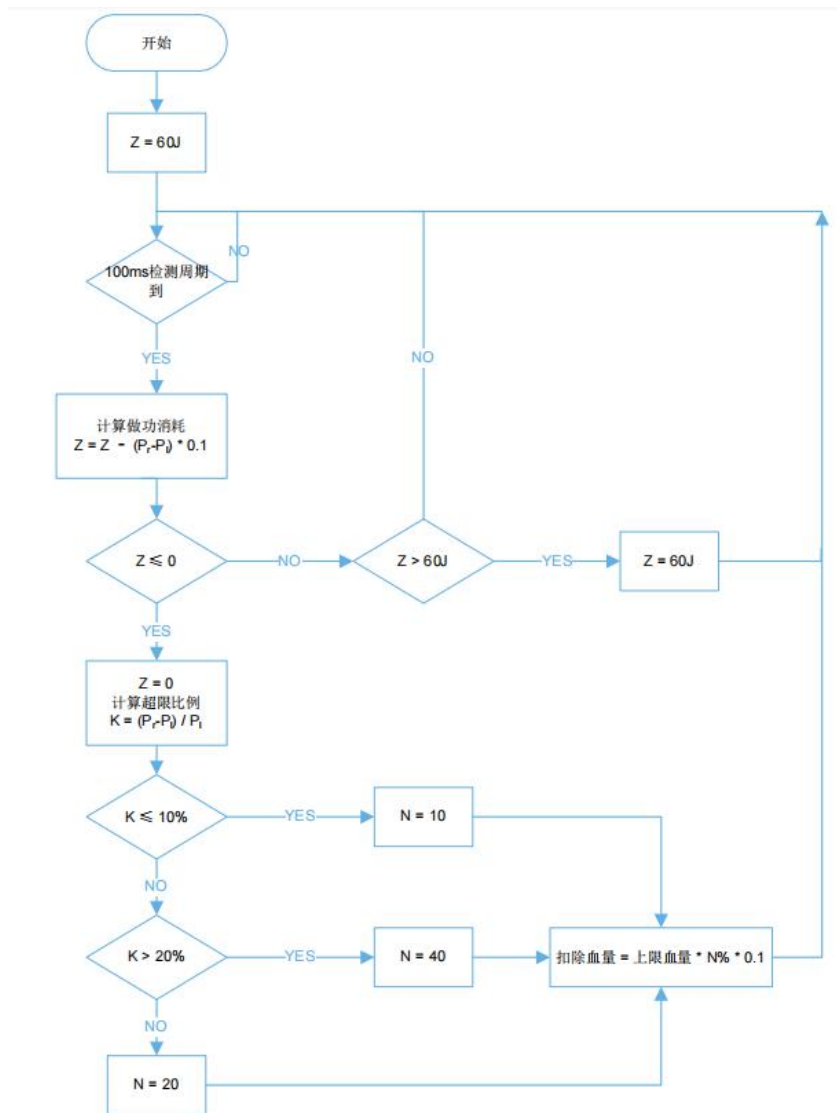 开始
Z = 60J
100ms检测周期
到
NO
YES
NO
计算做功消耗
Z = Z - (Pr-Pl) * 0.1
Z ≤ 0
NO
Z > 60J
YES
Z = 60J
YES
Z = 0
计算超限比例
K = (Pr-Pl) / Pl
K ≤ 10%
YES
N = 10
NO
K > 20%
YES
N = 40
扣除血量 = 上限血量 * N% * 0.1
NO
N = 20